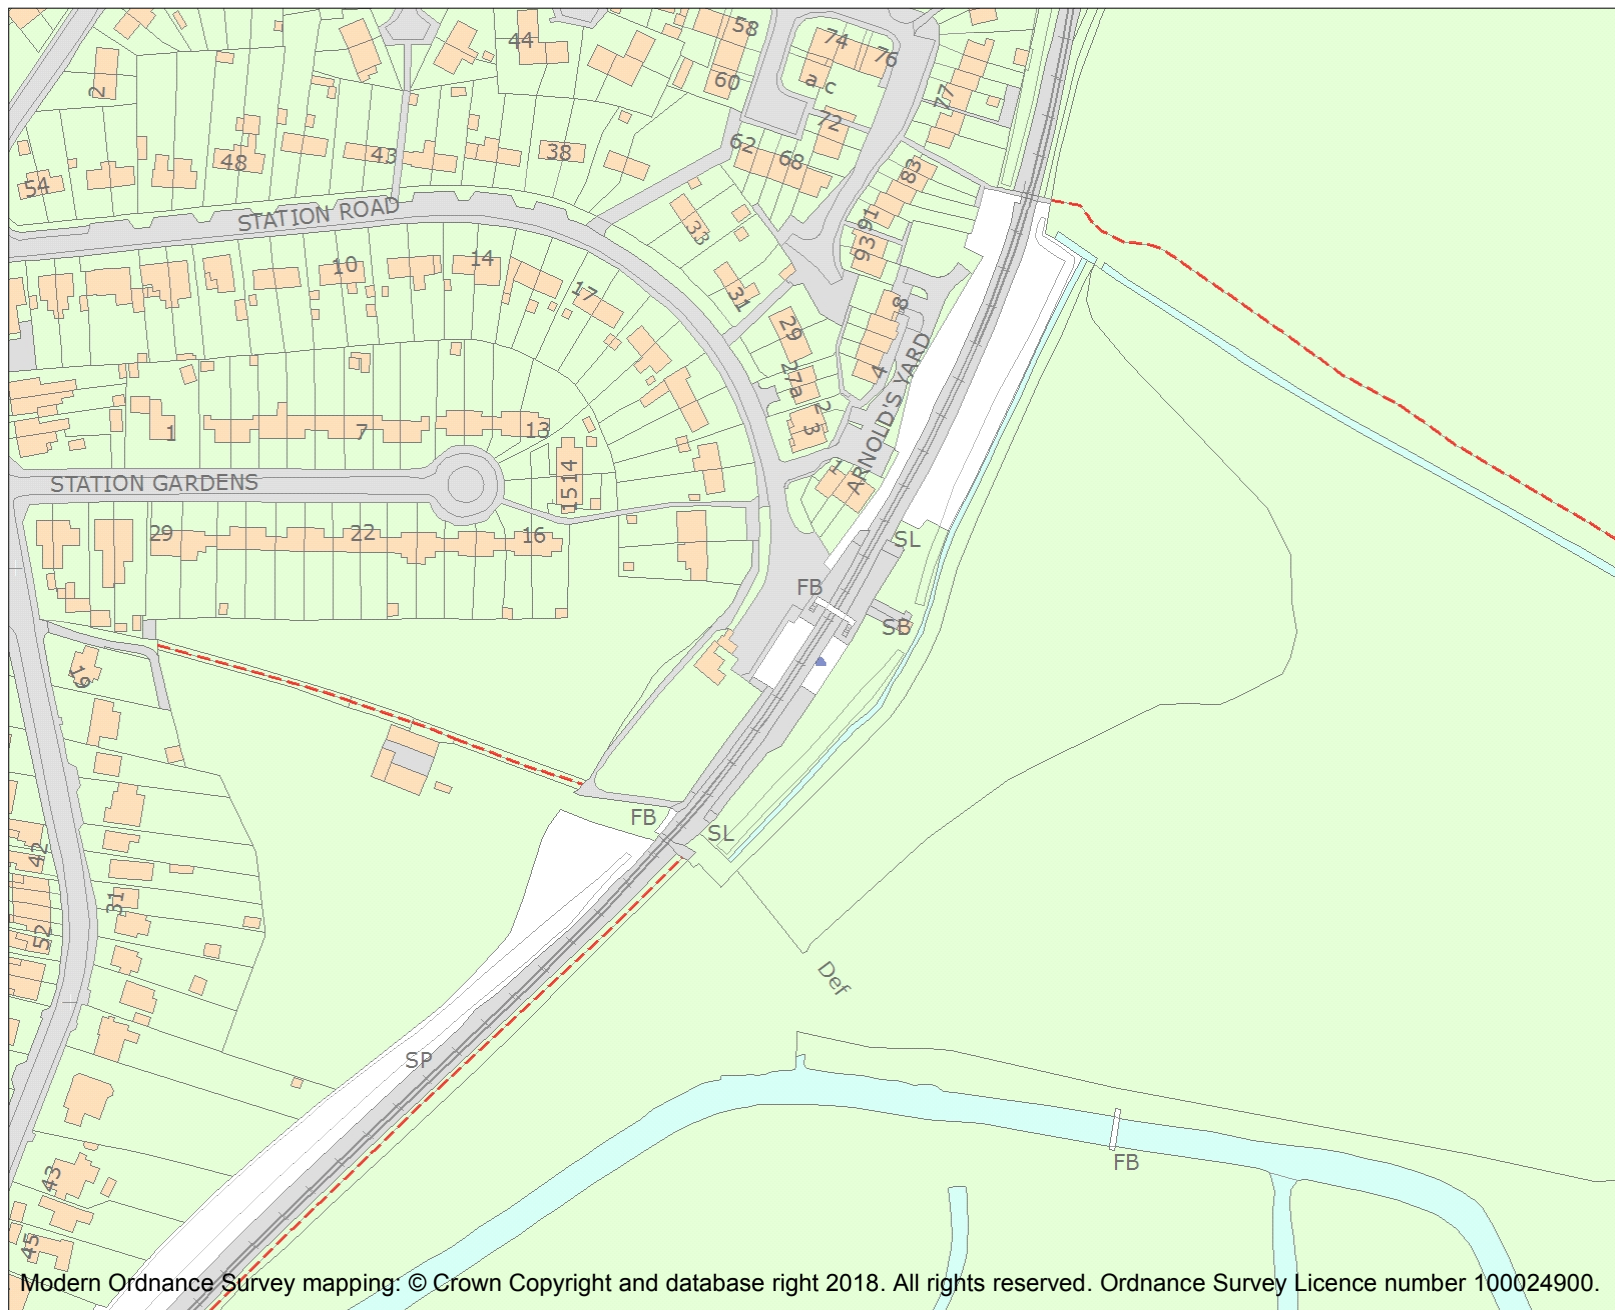 44
58
74
76
2
60
a
c
77
72
62
68
54
48
43
38
83
STATION ROAD
33
91
93
10
14
17
31
8
29
4
27a
2
3
ARNOLD'S YARD
1
7
13
14
15
1
STATION GARDENS
29
22
16
SL
FB
SB
19
FB
SL
42
31
52
Def
SP
FB
43
45
Modern Ordnance Survey mapping: © Crown Copyright and database right 2018. All rights reserved. Ordnance Survey Licence number 100024900.